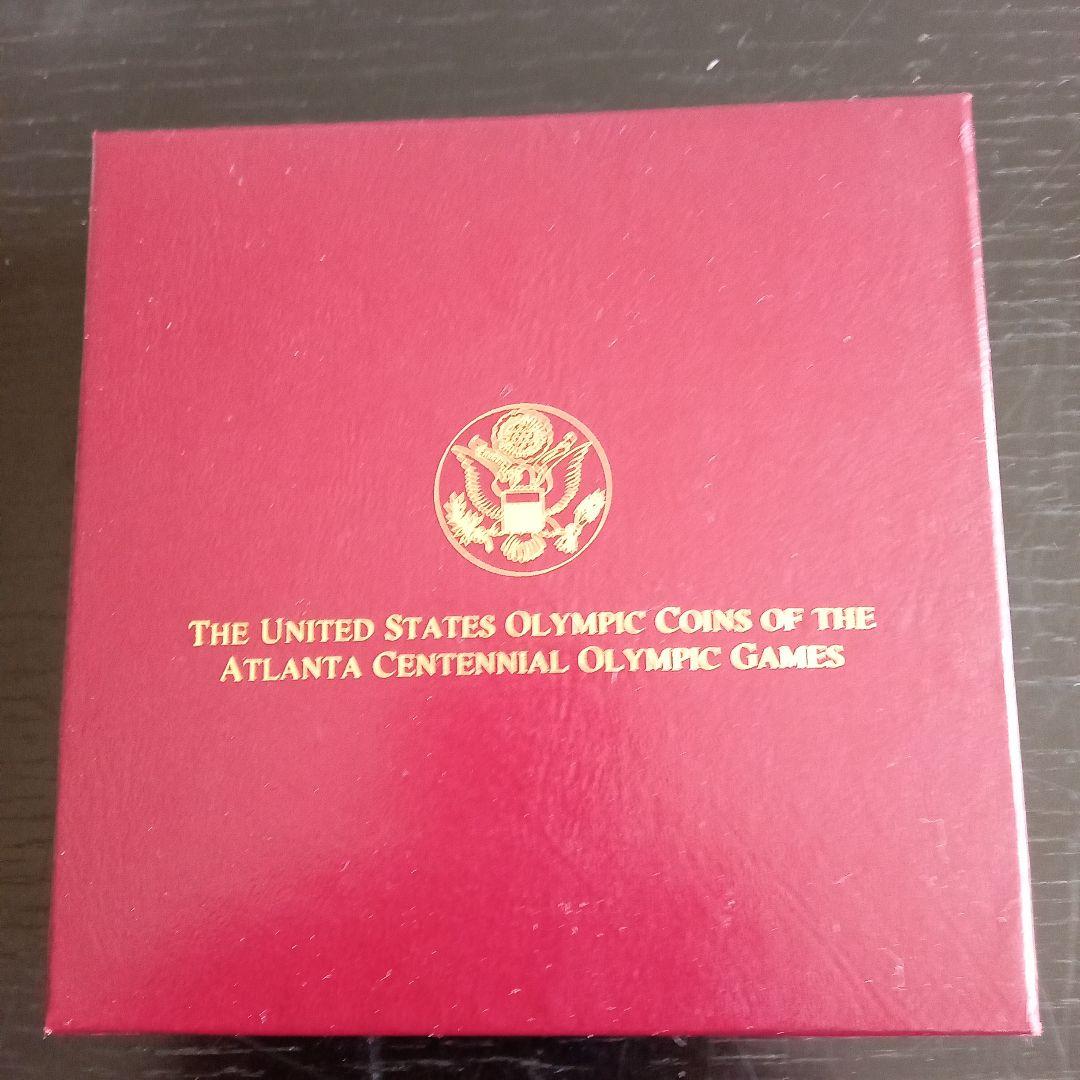 The United States Olympic Coins of the
Atlanta Centennial Olympic Games